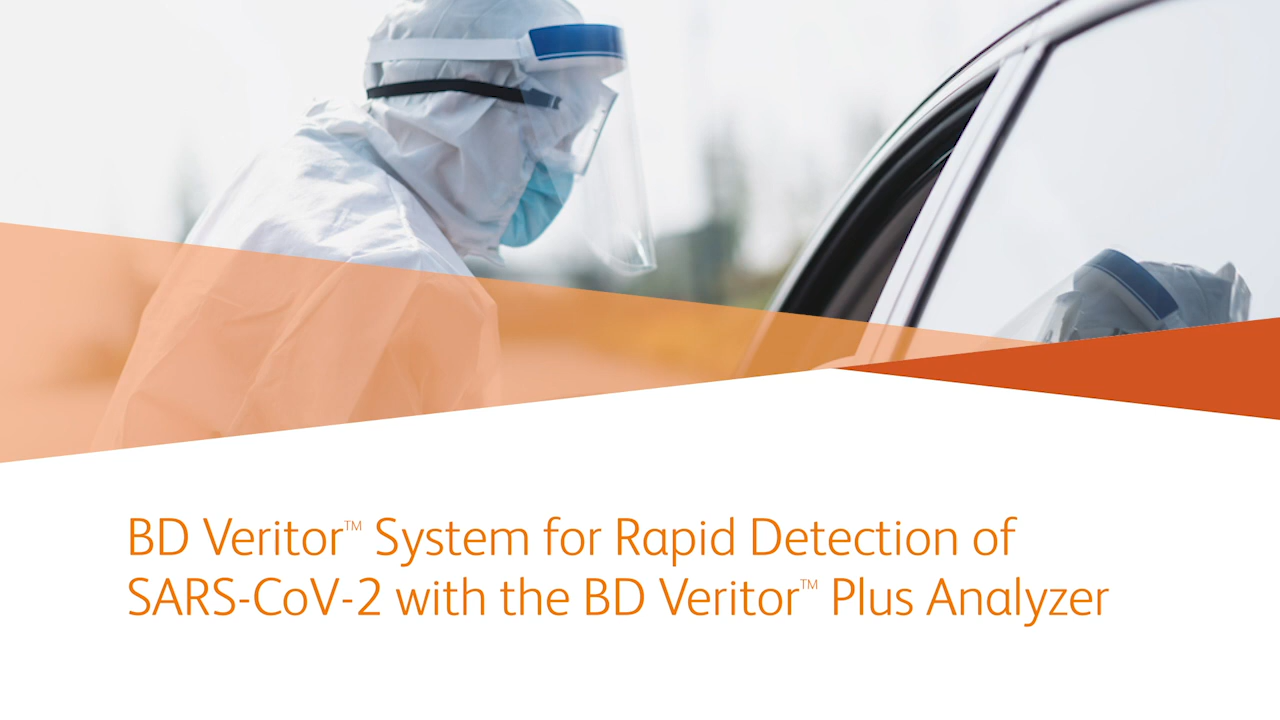 BD Veritor™ System for Rapid Detection of
SARS-CoV-2 with the BD Veritor™ Plus Analyzer